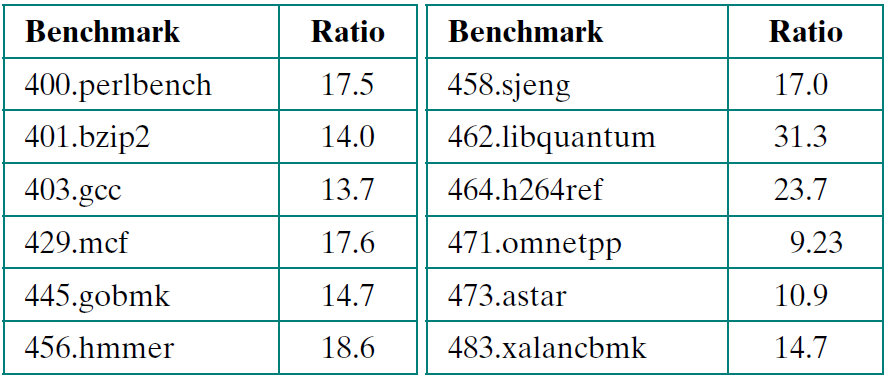 Benchmark Ratio Benchmark Ratio
400.perlbench 17.5 458.sjeng 17.0
401.bzip2 14.0 462.libquantum 31.3
403.gcc 13.7 464.h264ref 23.7
429.mcf 17.6 471.omnetpp 9.23
445.gobmk 14.7 473.astar 10.9
456.hmmer 18.6 483.xalancbmk 14.7